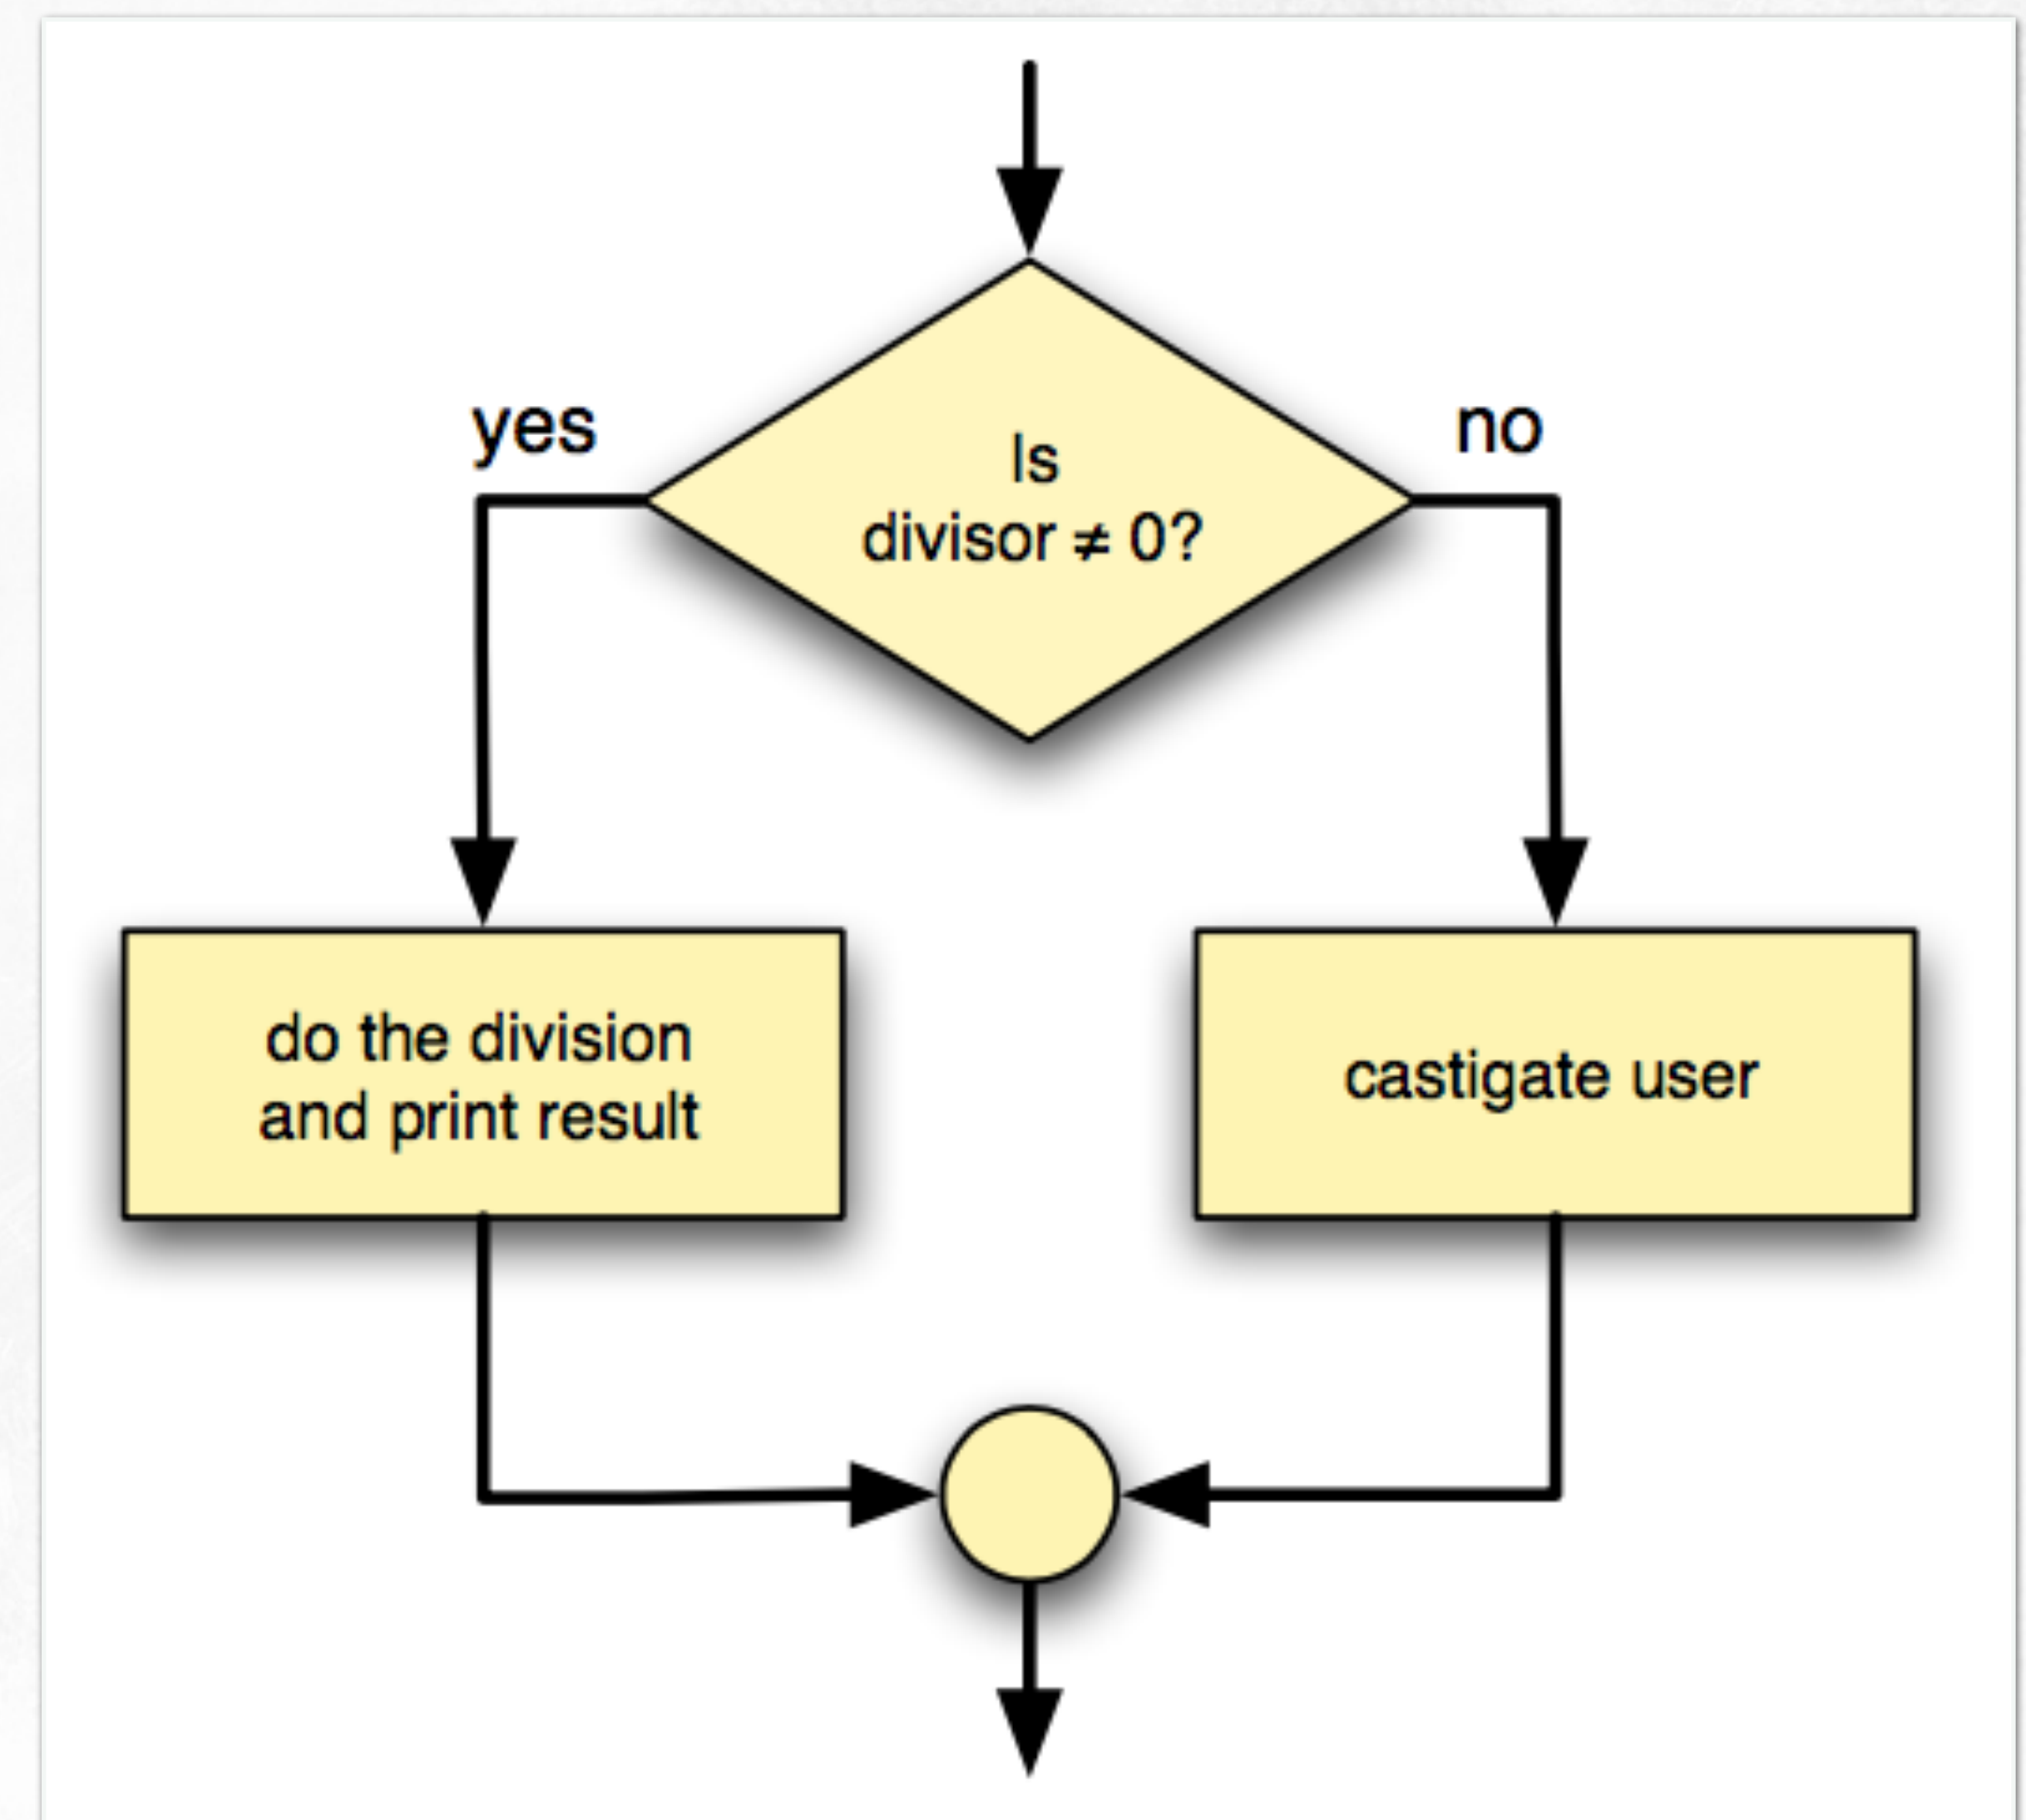 yes
no
Is
divisor ≠ 0?
do the division
and print result
castigate user